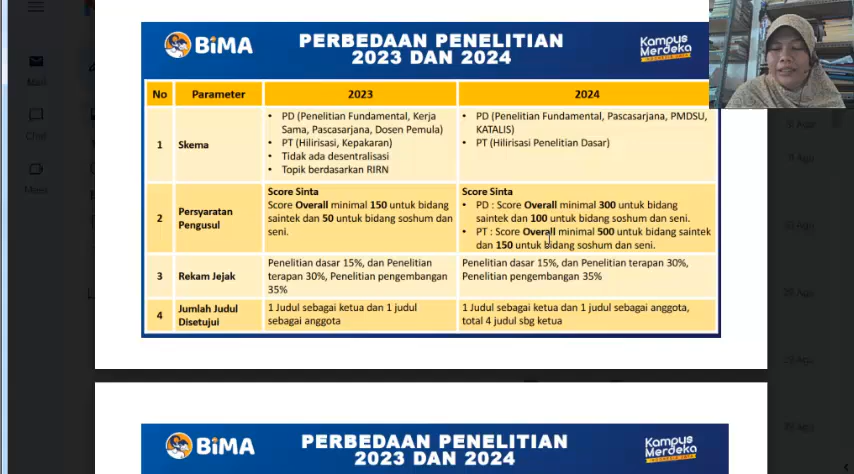 Mail
Chat
Meet
BiMA
PERBEDAAN PENELITIAN
2023 DAN 2024
Kampus
Merdeka
INDONESIA JAYA
No
Parameter
2023
2024
1
Skema
• PD (Penelitian Fundamental, Kerja
Sama, Pascasarjana, Dosen Pemula)
• PT (Hilirisasi, Kepakaran)
• Tidak ada desentralisasi
• Topik berdasarkan RIRN
• PD (Penelitian Fundamental, Pascasarjana, PMDSU,
KATALIS)
• PT (Hilirisasi Penelitian Dasar)
2
Persyaratan
Pengusul
Score Sinta
Score Overall minimal 150 untuk bidang
saintek dan 50 untuk bidang soshum dan
seni.
Score Sinta
• PD : Score Overall minimal 300 untuk bidang
saintek dan 100 untuk bidang soshum dan seni.
• PT : Score Overall minimal 500 untuk bidang saintek
dan 150 untuk bidang soshum dan seni.
3
Rekam Jejak
Penelitian dasar 15%, dan Penelitian
terapan 30%, Penelitian pengembangan
35%
Penelitian dasar 15%, dan Penelitian terapan 30%,
Penelitian pengembangan 35%
4
Jumlah Judul
Disetujui
1 Judul sebagai ketua dan 1 judul
sebagai anggota
1 Judul sebagai ketua dan 1 judul sebagai anggota,
total 4 judul sbg ketua
BiMA
PERBEDAAN PENELITIAN
2023 DAN 2024
Kampus
Merdeka
INDONESIA JAYA